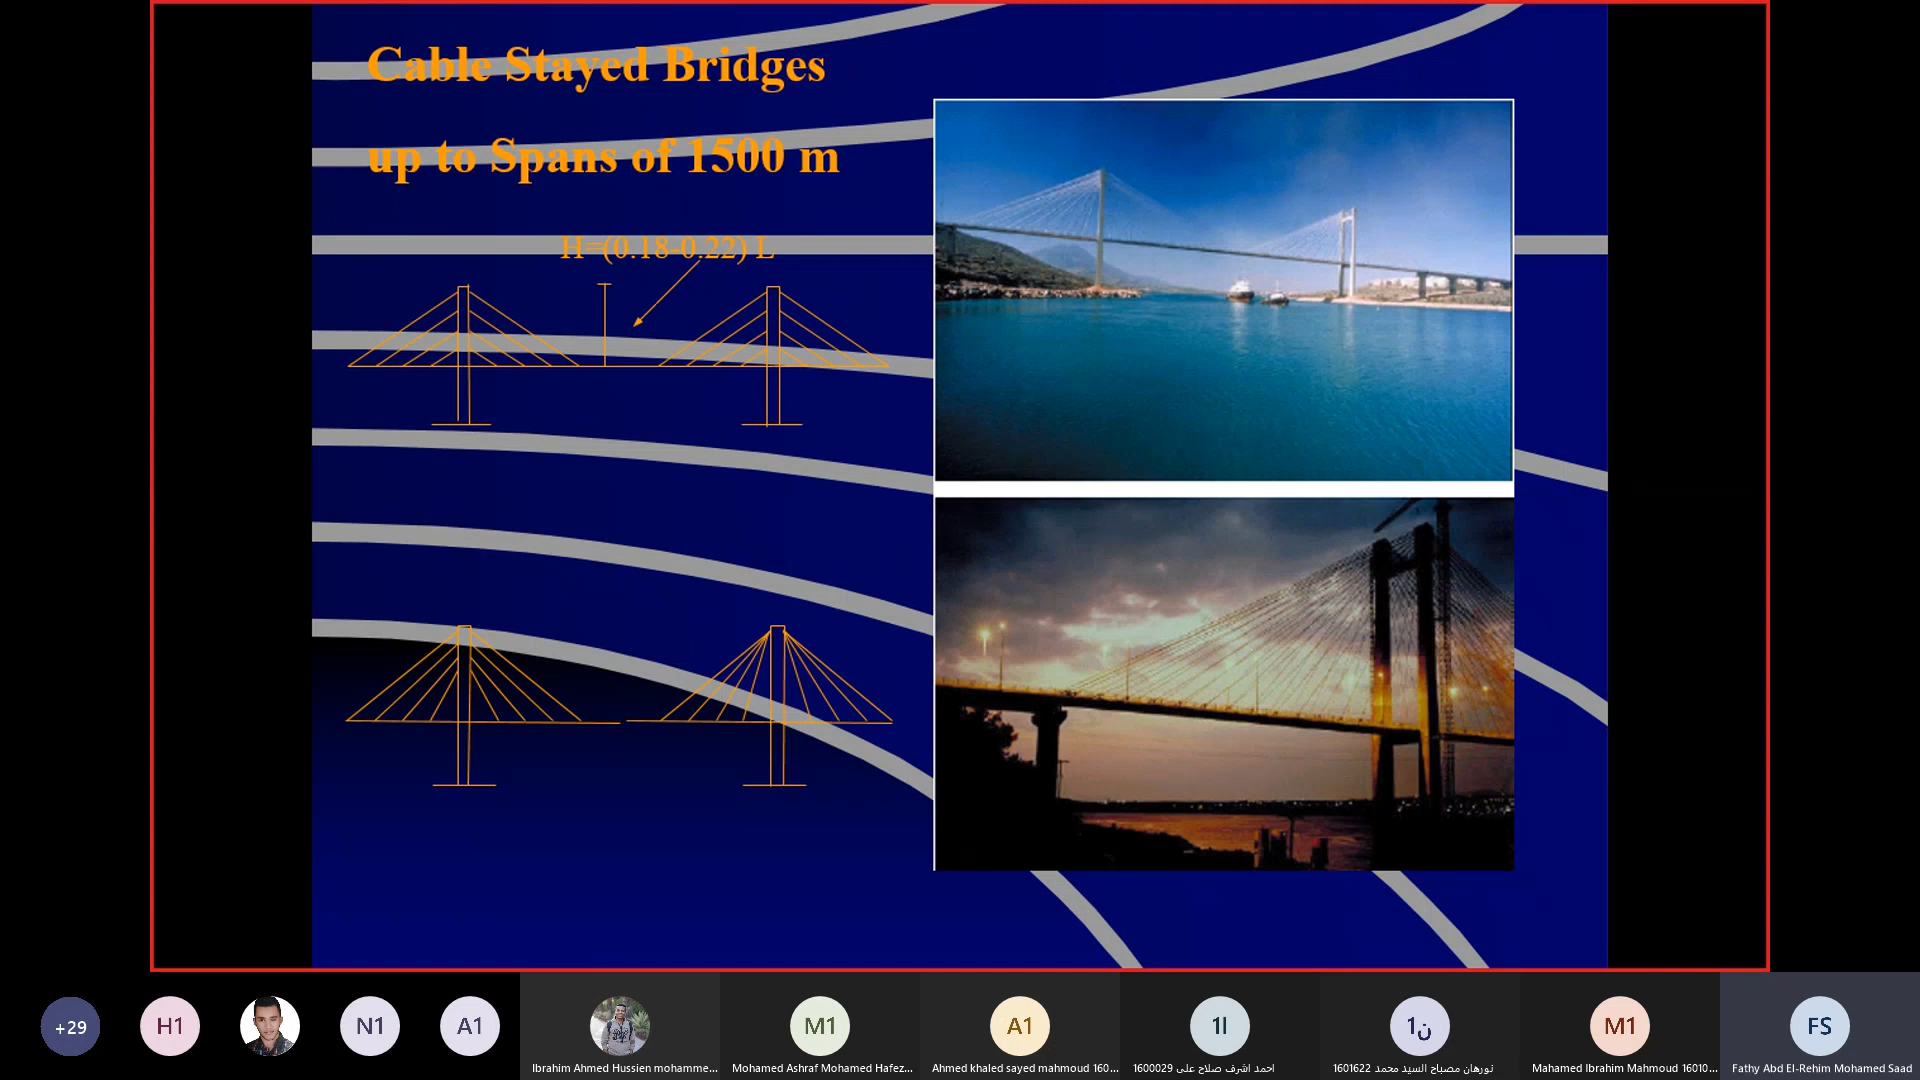 Cable Stayed Bridges
up to Spans of 1500 m
H=(0.18-0.22) L
+29
H1
N1
A1
Ibrahim Ahmed Hussien mohamme...
M1
Mohamed Ashraf Mohamed Hafez...
A1
Ahmed khaled sayed mahmoud 160...
ا1
احمد اشرف صلاح على 1600029
ن1
نورهان مصباح السيد محمد 1601622
M1
Mahamed Ibrahim Mahmoud 16010...
FS
Fathy Abd El-Rehim Mohamed Saad